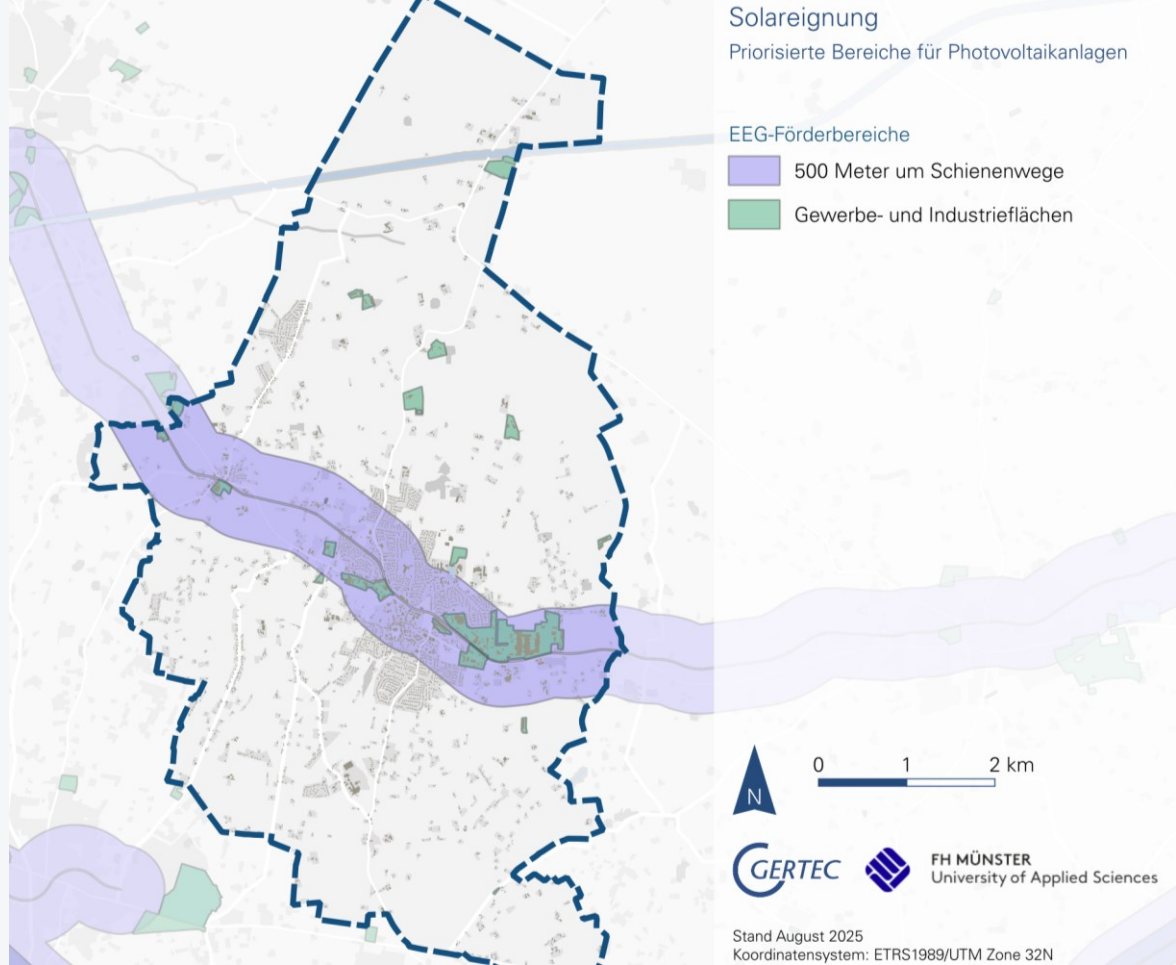 Solareignung
Priorisierte Bereiche für Photovoltaikanlagen
EEG-Förderbereiche
500 Meter um Schienenwege
Gewerbe- und Industrieflächen
0 1 2 km
N
GERTEC
FH MÜNSTER
University of Applied Sciences
Stand August 2025
Koordinatensystem: ETRS1989/UTM Zone 32N